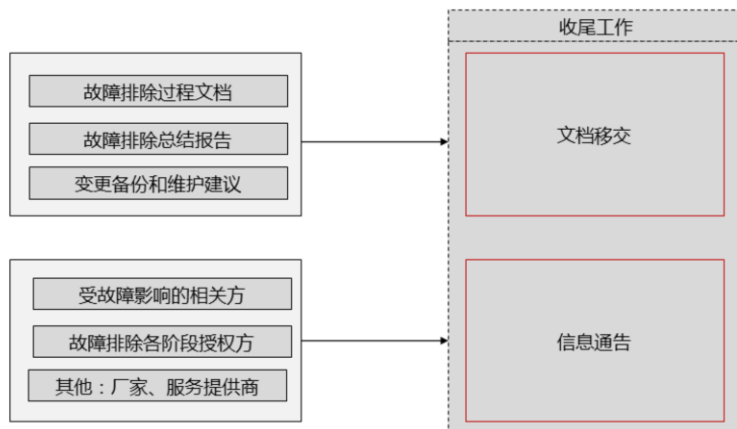 收尾工作
故障排除过程文档
故障排除总结报告
变更备份和维护建议
文档移交
受故障影响的相关方
故障排除各阶段授权方
其他：厂家、服务提供商
信息通告